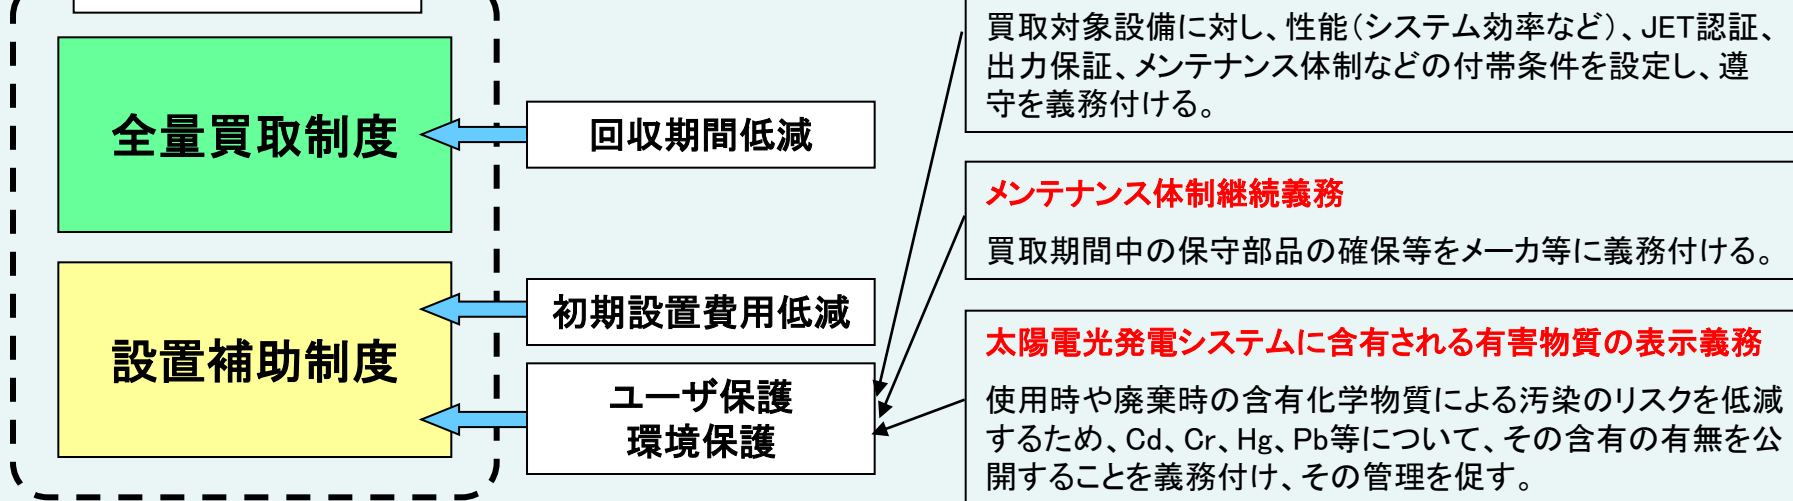 全量買取制度
設置補助制度
回収期間低減
初期設置費用低減
ユーザ保護
環境保護
買取対象設備に対し、性能（システム効率など）、JET認証、
出力保証、メンテナンス体制などの付帯条件を設定し、遵
守を義務付ける。
メンテナンス体制継続義務
買取期間中の保守部品の確保等をメーカ等に義務付ける。
太陽電光発電システムに含有される有害物質の表示義務
使用時や廃棄時の含有化学物質による汚染のリスクを低減
するため、Cd、Cr、Hg、Pb等について、その含有の有無を公
開することを義務付け、その管理を促す。